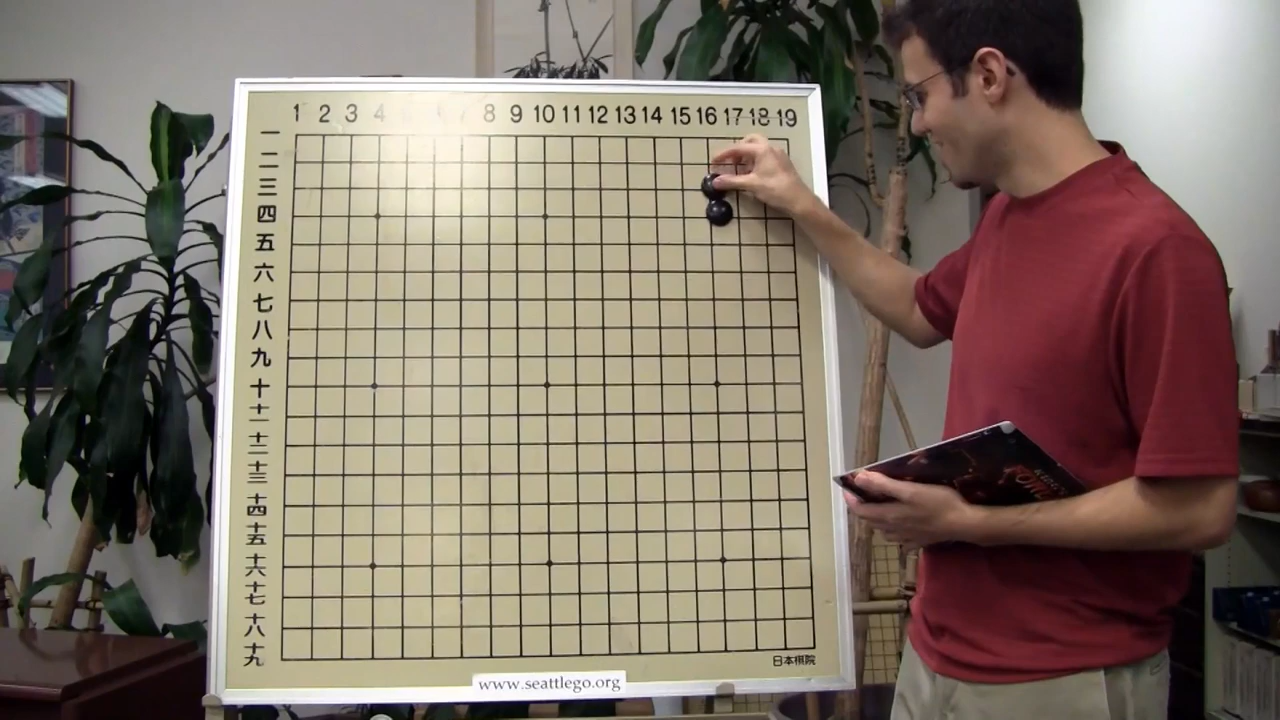 1 2 3 4 8 9 10 11 12 13 14 15 16 17 18 19
一
二
三
四
五
六
七
八
九
十
十一
十二
十三
十四
十五
十六
十七
十八
十九
日本棋院
www.seattlego.org